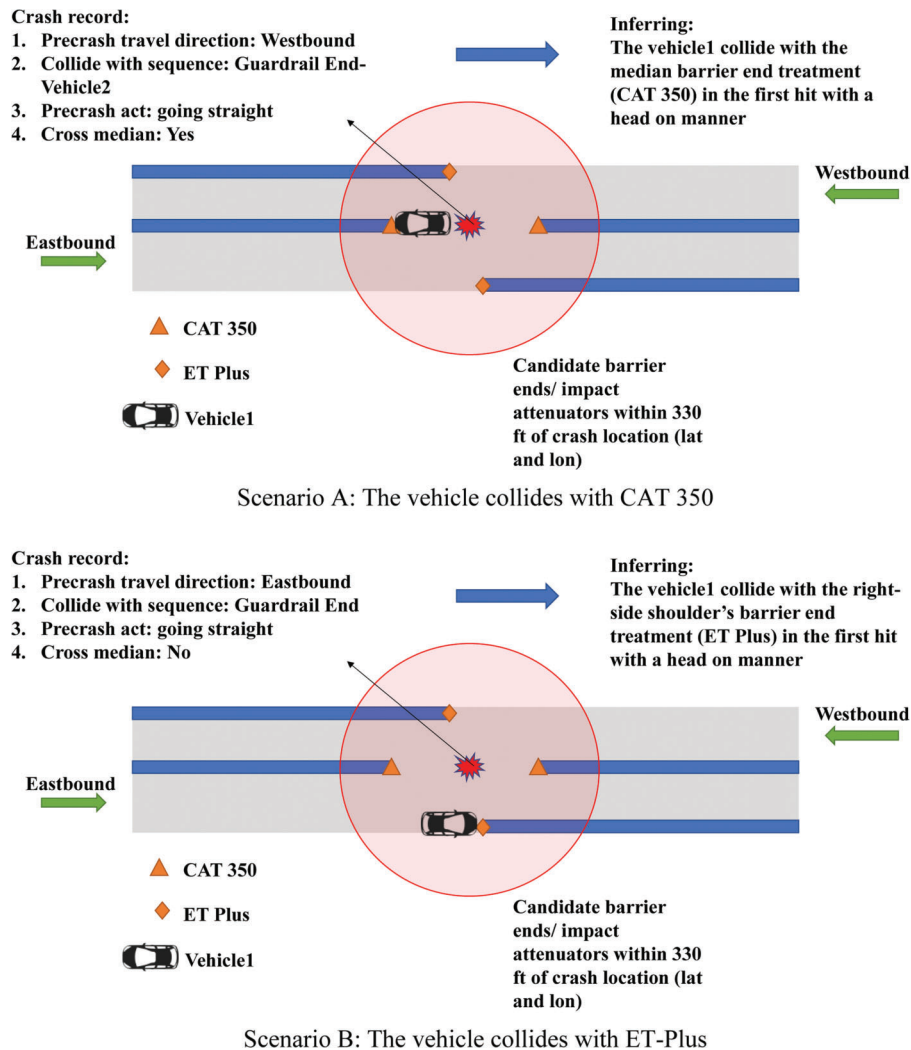 Crash record:
1. Precrash travel direction: Westbound
2. Collide with sequence: Guardrail End-
Vehicle2
3. Precrash act: going straight
4. Cross median: Yes
Inferring:
The vehicle1 collide with the
median barrier end treatment
(CAT 350) in the first hit with a
head on manner
Westbound
Eastbound
CAT 350
ET Plus
Vehicle1
Candidate barrier
ends/ impact
attenuators within 330
ft of crash location (lat
and lon)
Scenario A: The vehicle collides with CAT 350
Crash record:
1. Precrash travel direction: Eastbound
2. Collide with sequence: Guardrail End
3. Precrash act: going straight
4. Cross median: No
Inferring:
The vehicle1 collide with the right-
side shoulder’s barrier end
treatment (ET Plus) in the first hit
with a head on manner
Westbound
Eastbound
CAT 350
ET Plus
Vehicle1
Candidate barrier
ends/ impact
attenuators within 330
ft of crash location (lat
and lon)
Scenario B: The vehicle collides with ET-Plus